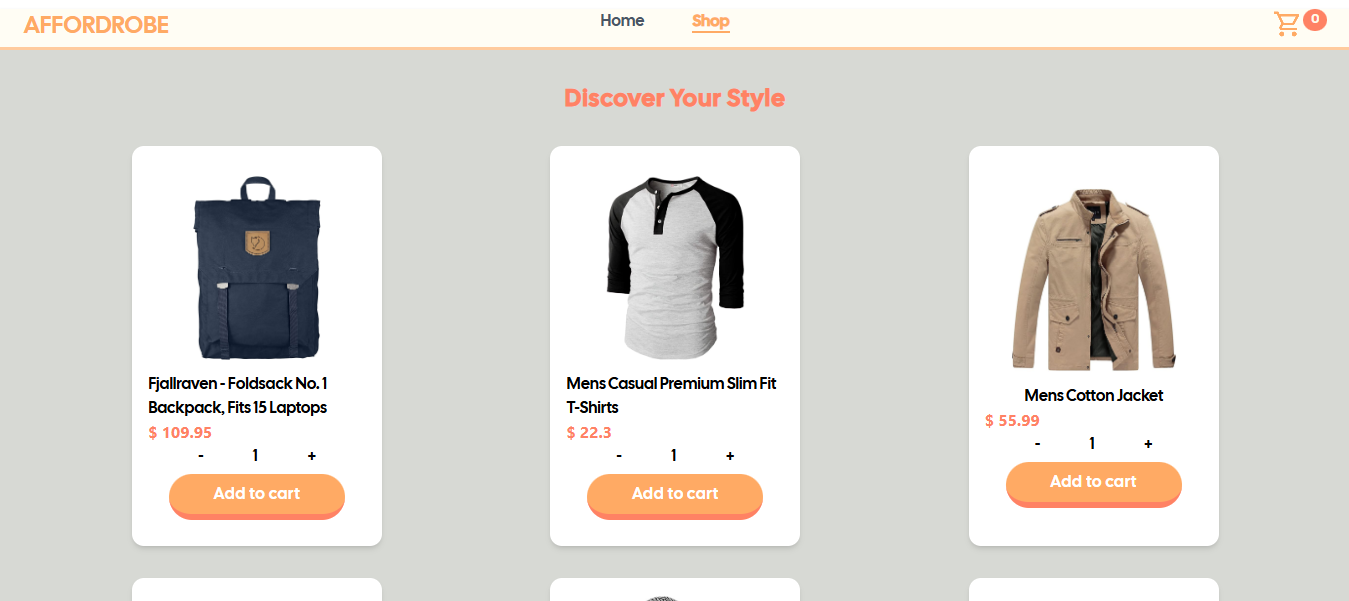 AFFORDROBE
Home
Shop
0
Discover Your Style
Fjallraven - Foldsack No. 1
Backpack, Fits 15 Laptops
$ 109.95
- 1 +
Add to cart
Mens Casual Premium Slim Fit
T-Shirts
$ 22.3
- 1 +
Add to cart
Mens Cotton Jacket
$ 55.99
- 1 +
Add to cart